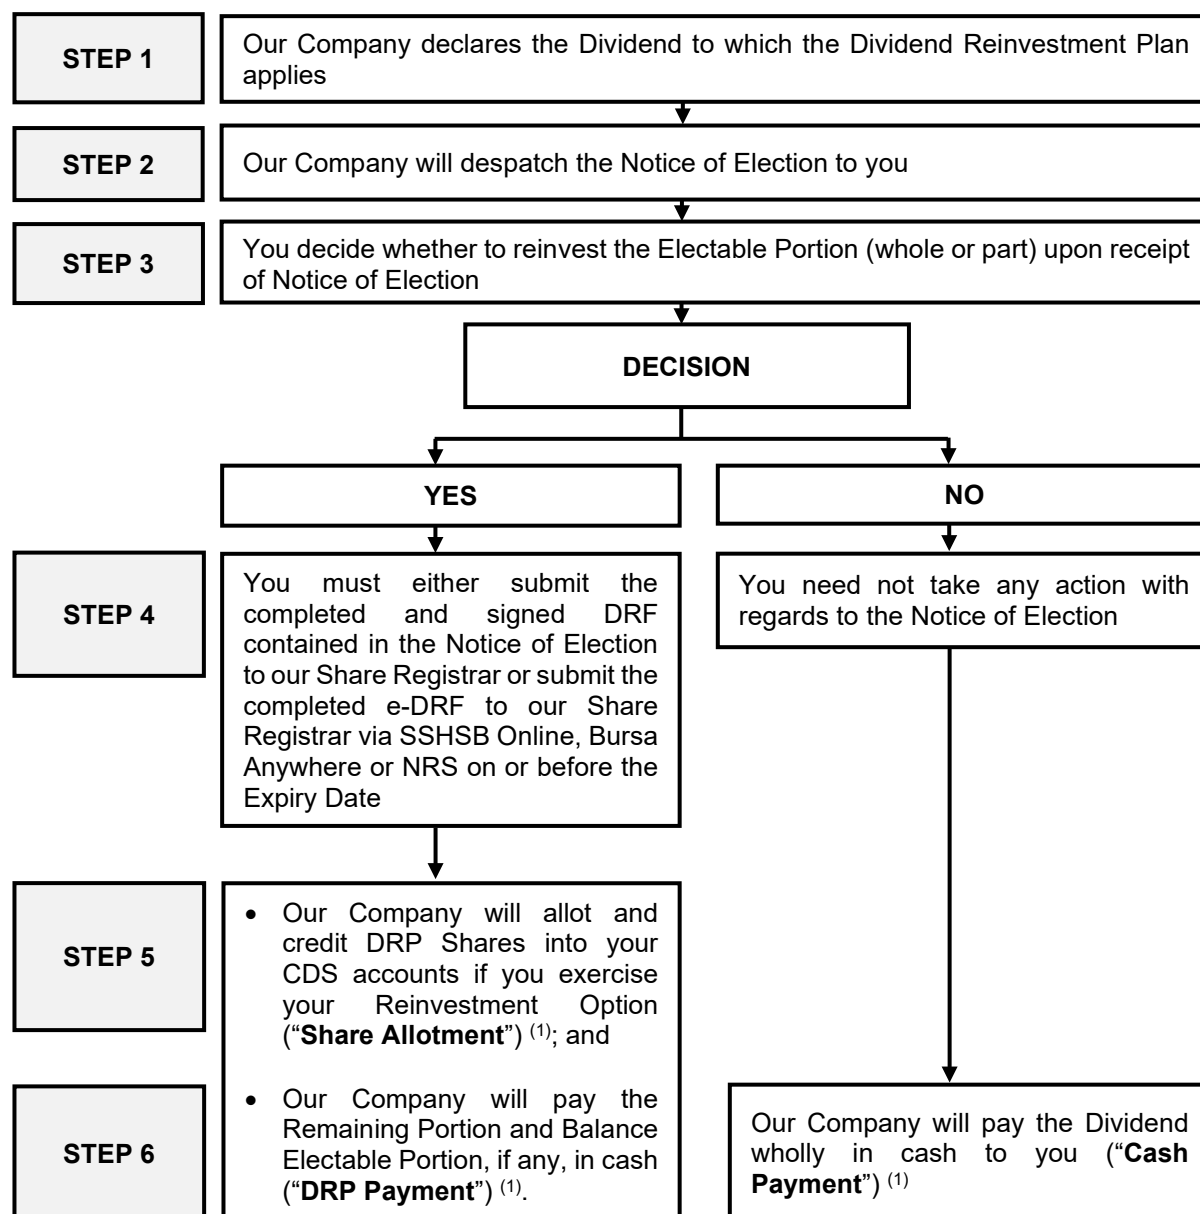 STEP 1
Our Company declares the Dividend to which the Dividend Reinvestment Plan
applies
STEP 2
Our Company will despatch the Notice of Election to you
STEP 3
You decide whether to reinvest the Electable Portion (whole or part) upon receipt
of Notice of Election
DECISION
YES
NO
STEP 4
You must either submit the
completed and signed DRF
contained in the Notice of Election
to our Share Registrar or submit the
completed e-DRF to our Share
Registrar via SSHSB Online, Bursa
Anywhere or NRS on or before the
Expiry Date
You need not take any action with
regards to the Notice of Election
STEP 5
• Our Company will allot and
credit DRP Shares into your
CDS accounts if you exercise
your Reinvestment Option
(“Share Allotment”) (1); and
STEP 6
• Our Company will pay the
Remaining Portion and Balance
Electable Portion, if any, in cash
(“DRP Payment”) (1).
Our Company will pay the Dividend
wholly in cash to you (“Cash
Payment”) (1)